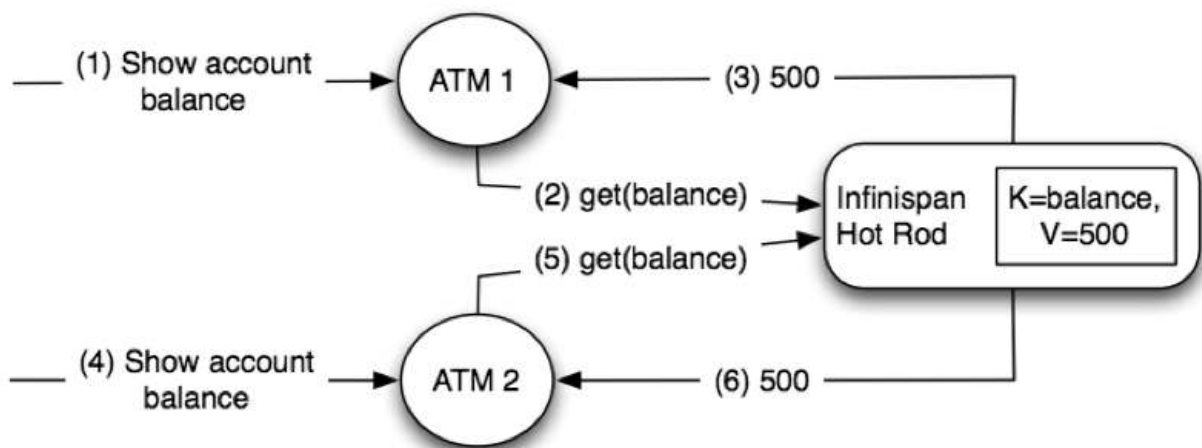 (1) Show account
balance
ATM 1
(3) 500
(2) get(balance)
Infinispan
Hot Rod
K=balance,
V=500
(5) get(balance)
(4) Show account
balance
ATM 2
(6) 500